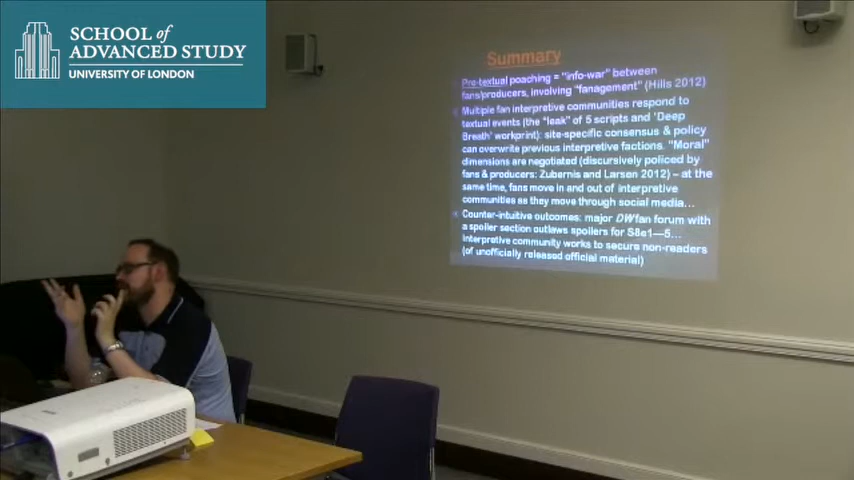 SCHOOL of
ADVANCED STUDY
UNIVERSITY OF LONDON
Summary
Pre-textual poaching = "info-war" between
fans/producers, involving "fanagement" (Hills 2012)
Multiple fan interpretive communities respond to
textual events (the "leak" of 5 scripts and 'Deep
Breath' workprint): site-specific consensus & policy
can overwrite previous interpretive factions. "Moral"
dimensions are negotiated (discursively policed by
fans & producers: Zubernis and Larsen 2012) – at the
same time, fans move in and out of interpretive
communities as they move through social media…
Counter-intuitive outcomes: major DW fan forum with
a spoiler section outlaws spoilers for S8e1—5…
Interpretive community works to secure non-readers
(of unofficially released official material)